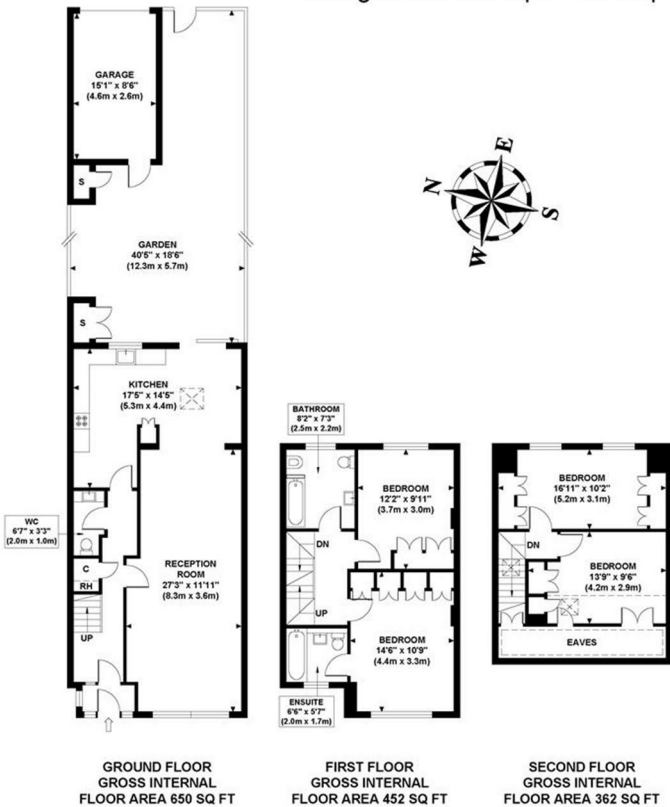 GARAGE
15'1" x 8'6"
(4.6m x 2.6m)
S
GARDEN
40'5" x 18'6"
(12.3m x 5.7m)
S
N
E
S
W
KITCHEN
17'5" x 14'5"
(5.3m x 4.4m)
WC
6'7" x 3'3"
(2.0m x 1.0m)
C
RH
RECEPTION
ROOM
27'3" x 11'11"
(8.3m x 3.6m)
UP
GROUND FLOOR
GROSS INTERNAL
FLOOR AREA 650 SQ FT
BATHROOM
8'2" x 7'3"
(2.5m x 2.2m)
BEDROOM
12'2" x 9'11"
(3.7m x 3.0m)
DN
UP
BEDROOM
14'6" x 10'9"
(4.4m x 3.3m)
ENSUITE
6'6" x 5'7"
(2.0m x 1.7m)
FIRST FLOOR
GROSS INTERNAL
FLOOR AREA 452 SQ FT
BEDROOM
16'11" x 10'2"
(5.2m x 3.1m)
DN
BEDROOM
13'9" x 9'6"
(4.2m x 2.9m)
EAVES
SECOND FLOOR
GROSS INTERNAL
FLOOR AREA 362 SQ FT